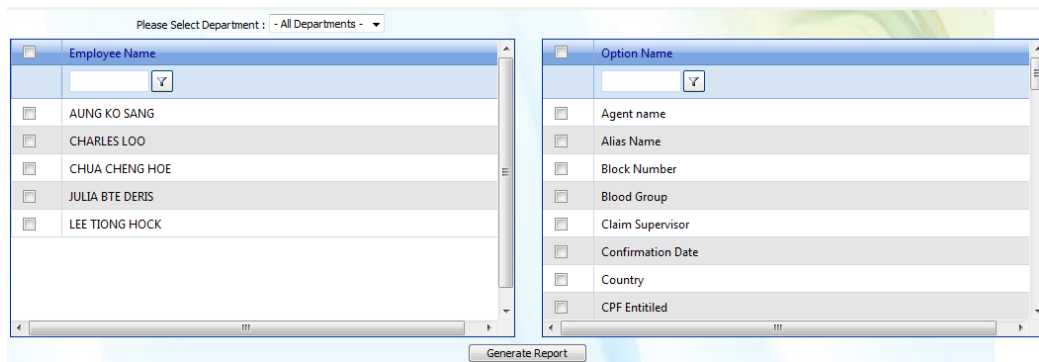 Please Select Department : - All Departments -
Employee Name
AUNG KO SANG
CHARLES LOO
CHUA CHENG HOE
JULIA BTE DERIS
LEE TIONG HOCK
Option Name
Agent name
Alias Name
Block Number
Blood Group
Claim Supervisor
Confirmation Date
Country
CPF Entitiled
Generate Report